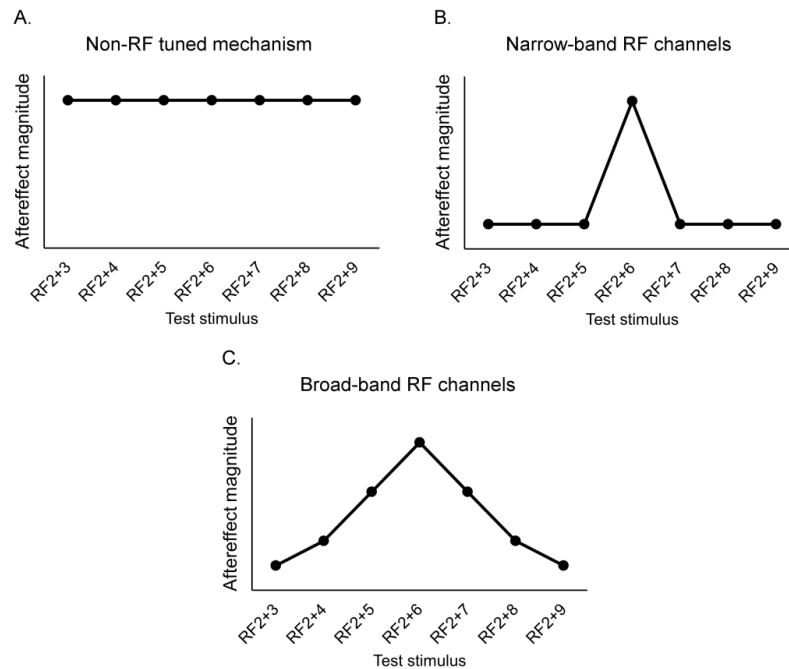 A.
Non-RF tuned mechanism
Aftereffect magnitude
RF2+3
RF2+4
RF2+5
RF2+6
RF2+7
RF2+8
RF2+9
Test stimulus
B.
Narrow-band RF channels
Aftereffect magnitude
RF2+3
RF2+4
RF2+5
RF2+6
RF2+7
RF2+8
RF2+9
Test stimulus
C.
Broad-band RF channels
Aftereffect magnitude
RF2+3
RF2+4
RF2+5
RF2+6
RF2+7
RF2+8
RF2+9
Test stimulus